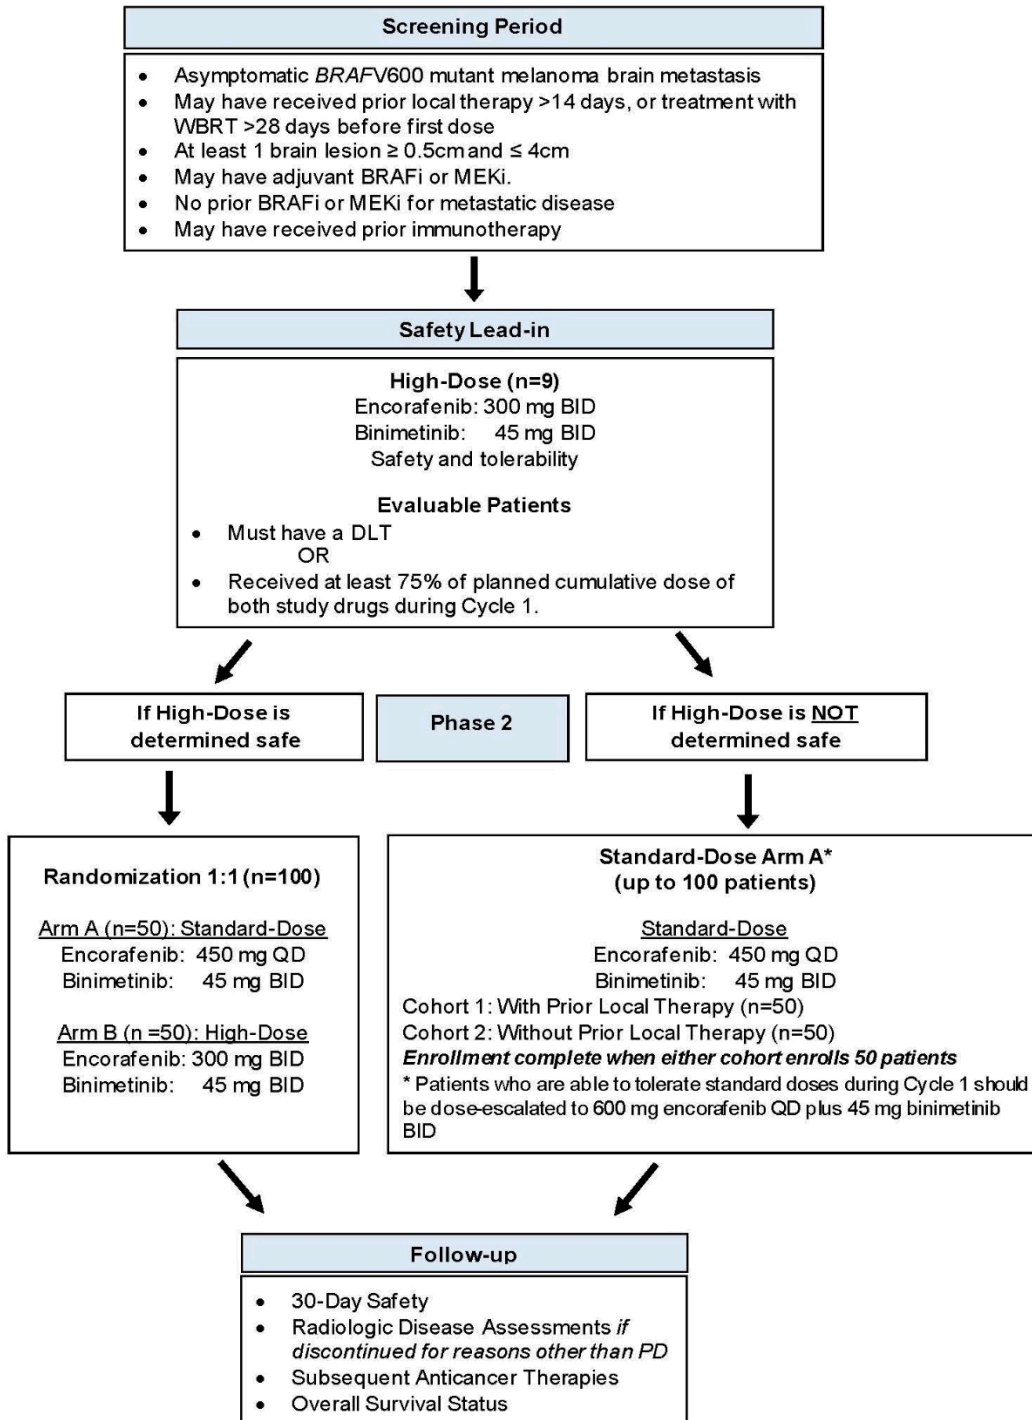 Screening Period
• Asymptomatic BRAFV600 mutant melanoma brain metastasis
• May have received prior local therapy >14 days, or treatment with
WBRT >28 days before first dose
• At least 1 brain lesion ≥ 0.5cm and ≤ 4cm
• May have adjuvant BRAFi or MEKi.
• No prior BRAFi or MEKi for metastatic disease
• May have received prior immunotherapy
Safety Lead-in
High-Dose (n=9)
Encorafenib: 300 mg BID
Binimetinib: 45 mg BID
Safety and tolerability
Evaluable Patients
• Must have a DLT
OR
• Received at least 75% of planned cumulative dose of
both study drugs during Cycle 1.
If High-Dose is
determined safe
Phase 2
If High-Dose is NOT
determined safe
Randomization 1:1 (n=100)
Arm A (n=50): Standard-Dose
Encorafenib: 450 mg QD
Binimetinib: 45 mg BID
Arm B (n =50): High-Dose
Encorafenib: 300 mg BID
Binimetinib: 45 mg BID
Standard-Dose Arm A*
(up to 100 patients)
Standard-Dose
Encorafenib: 450 mg QD
Binimetinib: 45 mg BID
Cohort 1: With Prior Local Therapy (n=50)
Cohort 2: Without Prior Local Therapy (n=50)
Enrollment complete when either cohort enrolls 50 patients
* Patients who are able to tolerate standard doses during Cycle 1 should
be dose-escalated to 600 mg encorafenib QD plus 45 mg binimetinib
BID
Follow-up
• 30-Day Safety
• Radiologic Disease Assessments if
discontinued for reasons other than PD
• Subsequent Anticancer Therapies
• Overall Survival Status